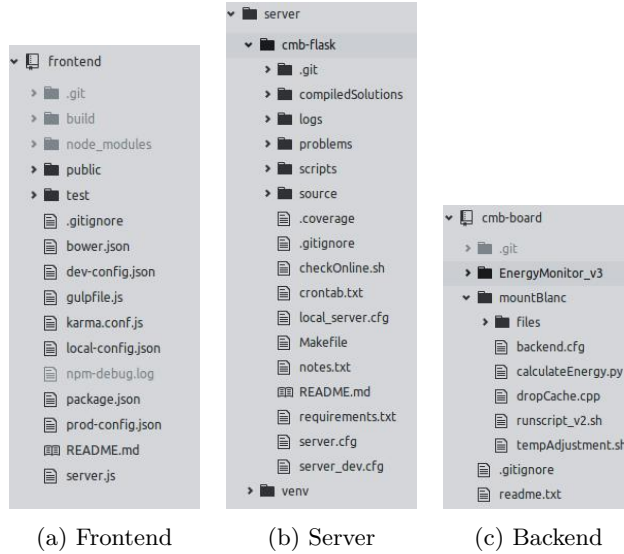 frontend
.git
build
node_modules
public
test
.gitignore
bower.json
dev-config.json
gulpfile.js
karma.conf.js
local-config.json
npm-debug.log
package.json
prod-config.json
README.md
server.js
(a) Frontend
server
cmb-flask
.git
compiledSolutions
logs
problems
scripts
source
.coverage
.gitignore
checkOnline.sh
crontab.txt
local_server.cfg
Makefile
notes.txt
README.md
requirements.txt
server.cfg
server_dev.cfg
venv
(b) Server
cmb-board
.git
EnergyMonitor_v3
mountBlanc
files
backend.cfg
calculateEnergy.py
dropCache.cpp
runscript_v2.sh
tempAdjustment.sh
.gitignore
readme.txt
(c) Backend